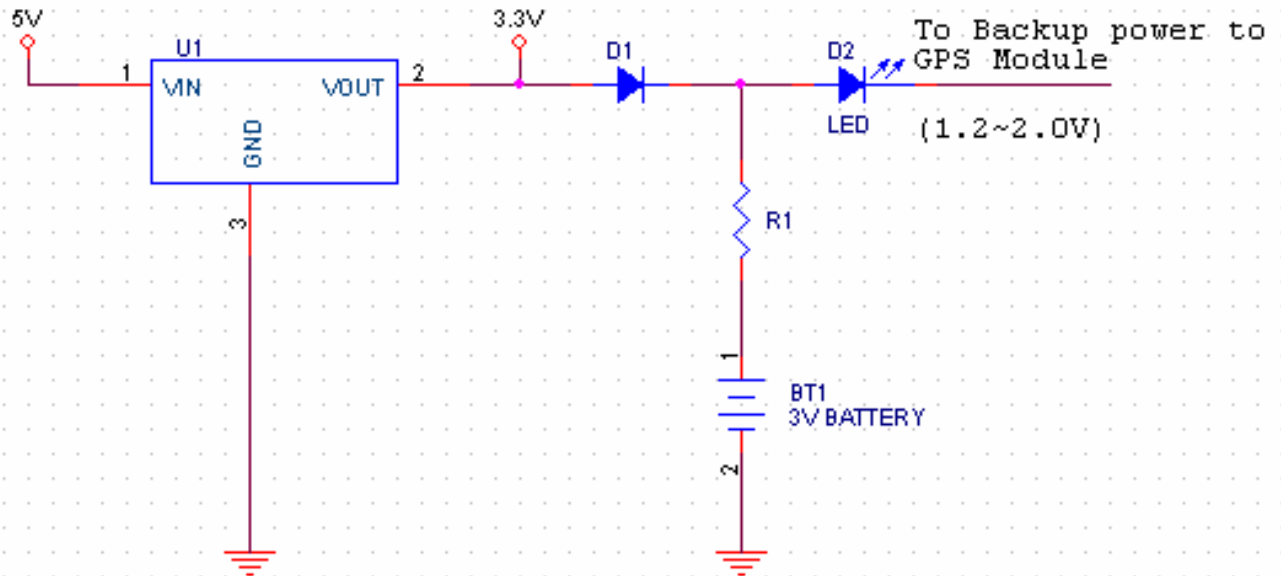 5V
3.3V
To Backup power to
GPS Module
U1
D1
D2
1
VIN
VOUT
2
GND
LED
(1.2~2.0V)
3
R1
1
BT1
3V BATTERY
2